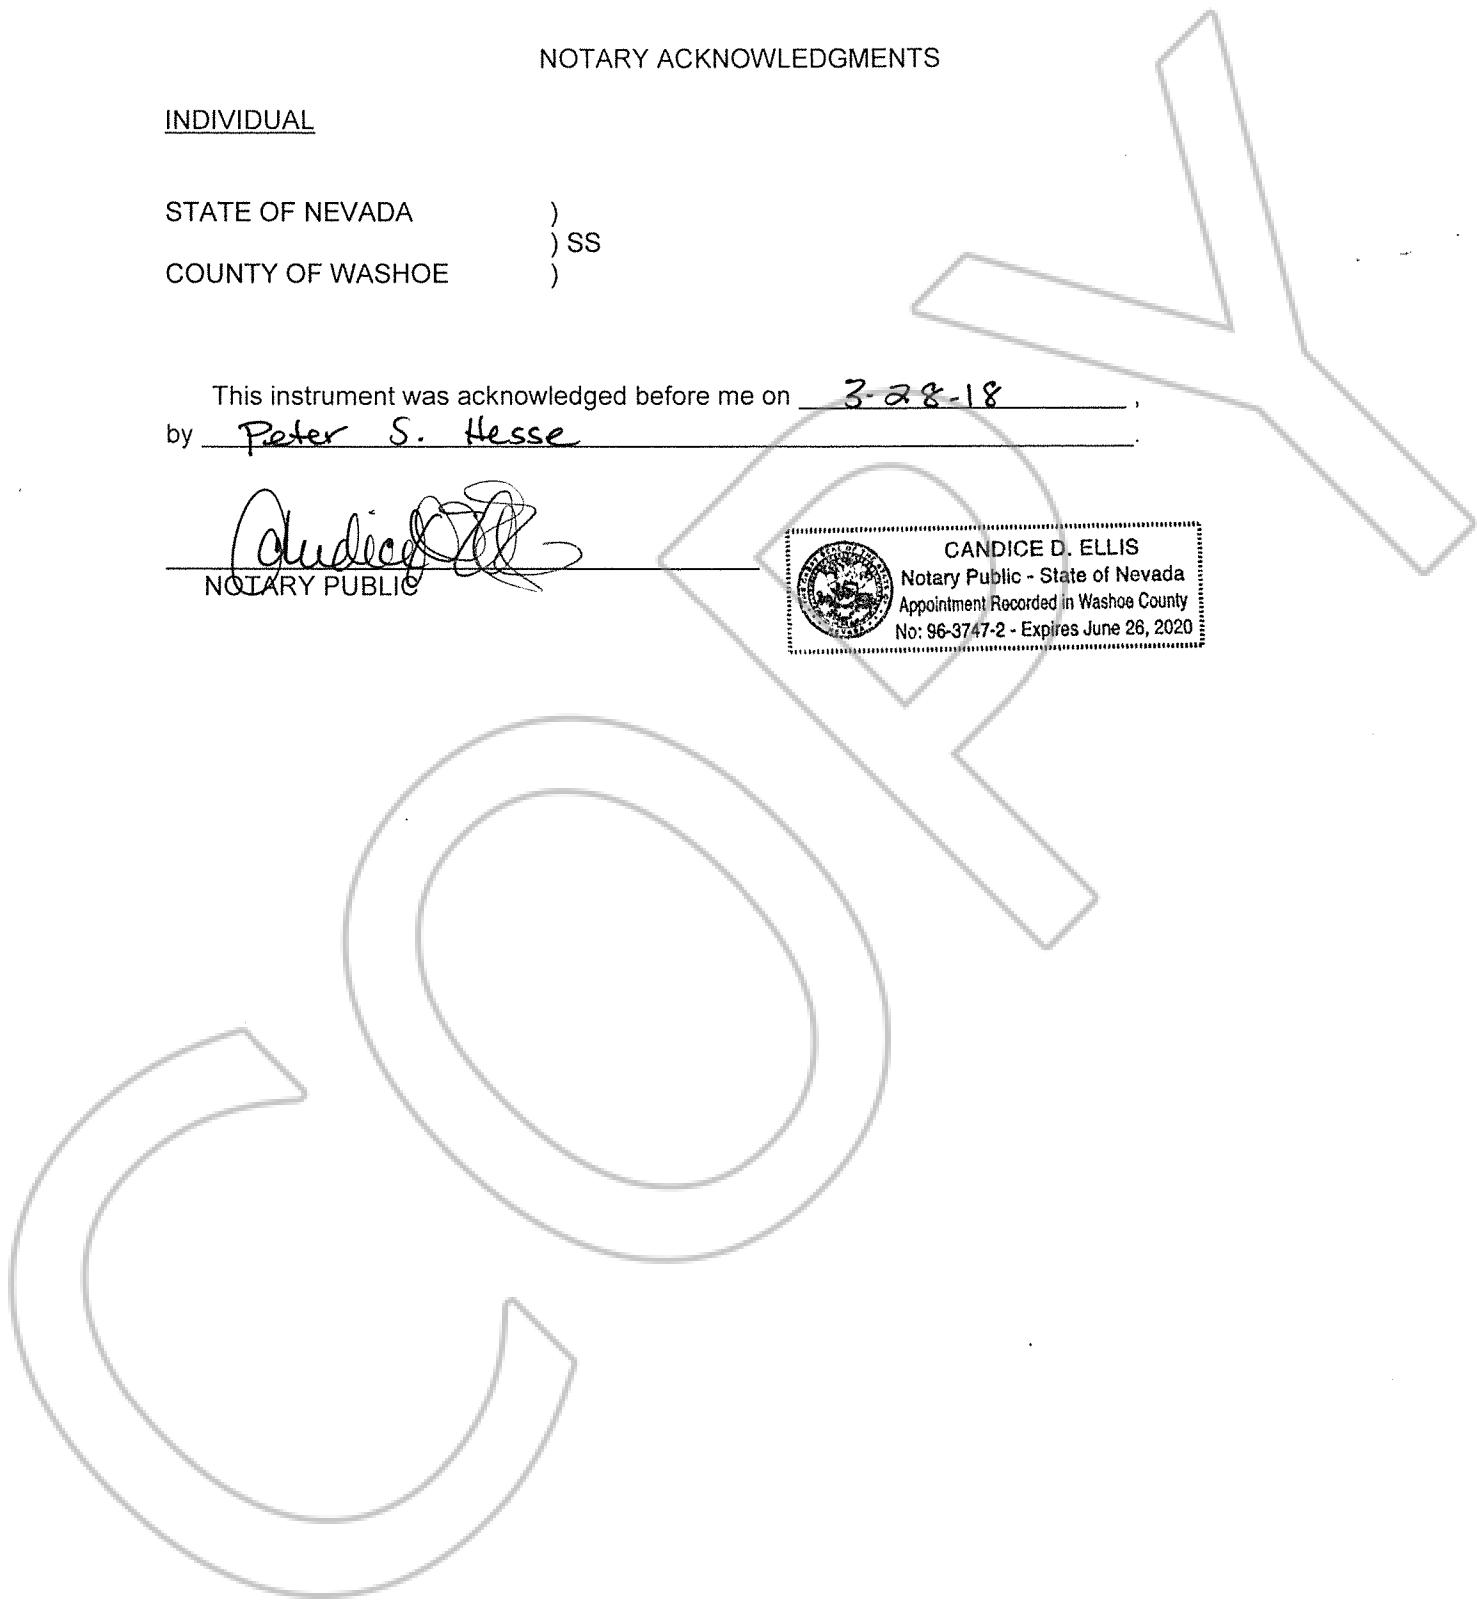 NOTARY ACKNOWLEDGMENTS
INDIVIDUAL
STATE OF NEVADA )
) SS
COUNTY OF WASHOE )
This instrument was acknowledged before me on 3-28-18 ,
by Peter S. Hesse .
NOTARY PUBLIC
CANDICE D. ELLIS
Notary Public - State of Nevada
Appointment Recorded in Washoe County
No: 96-3747-2 - Expires June 26, 2020
COPY